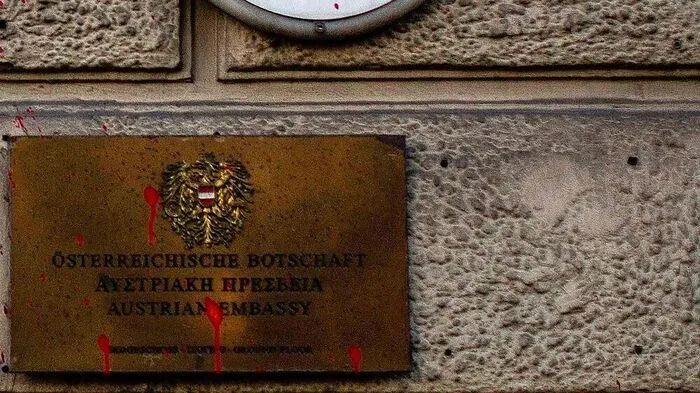 ÖSTERREICHISCHE BOTSCHAFT
ΑΥΣΤΡΙΑΚΗ ΠΡΕΣΒΕΙΑ
AUSTRIAN EMBASSY